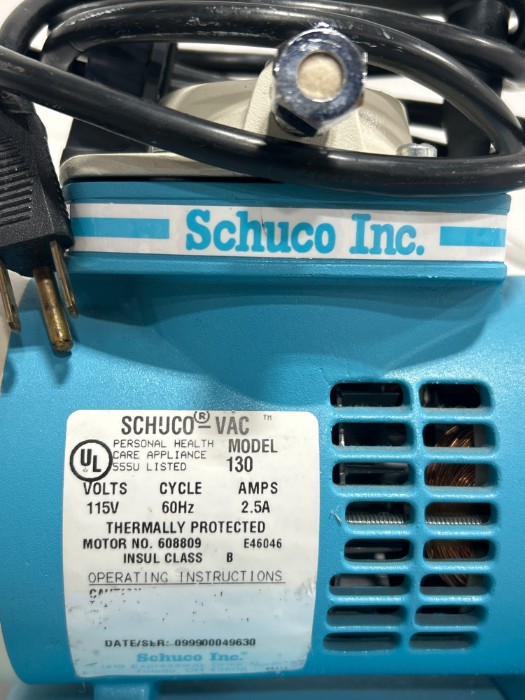 Schuco Inc.
SCHUCO® VAC ™
PERSONAL HEALTH MODEL
CARE APPLIANCE
UL 555U LISTED 130
VOLTS CYCLE AMPS
115V 60Hz 2.5A
THERMALLY PROTECTED
MOTOR NO. 608809 E46046
INSUL CLASS B
OPERATING INSTRUCTIONS
DATE/SER: 099900049630
Schuco Inc.